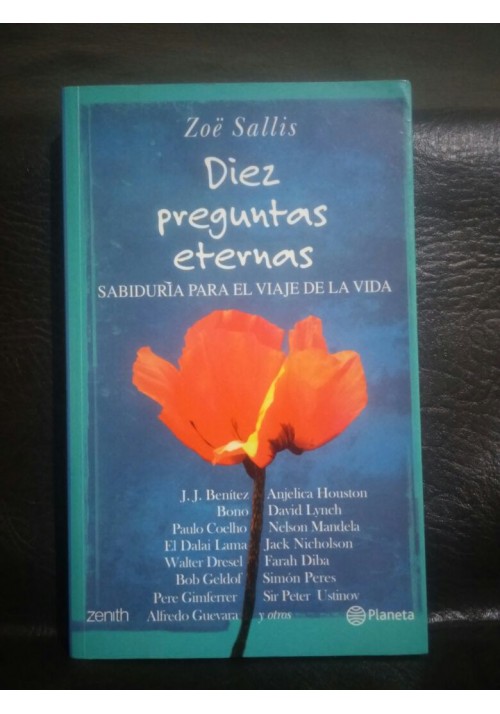 Zoë Sallis
Diez
preguntas
eternas
SABIDURÌA PARA EL VIAJE DE LA VIDA
J. J. Benítez Anjelica Houston
Bono David Lynch
Paulo Coelho Nelson Mandela
El Dalai Lama Jack Nicholson
Walter Dresel Farah Diba
Bob Geldof Simón Peres
Pere Gimferrer Sir Peter Ustinov
Alfredo Guevara y otros
zenith Planeta